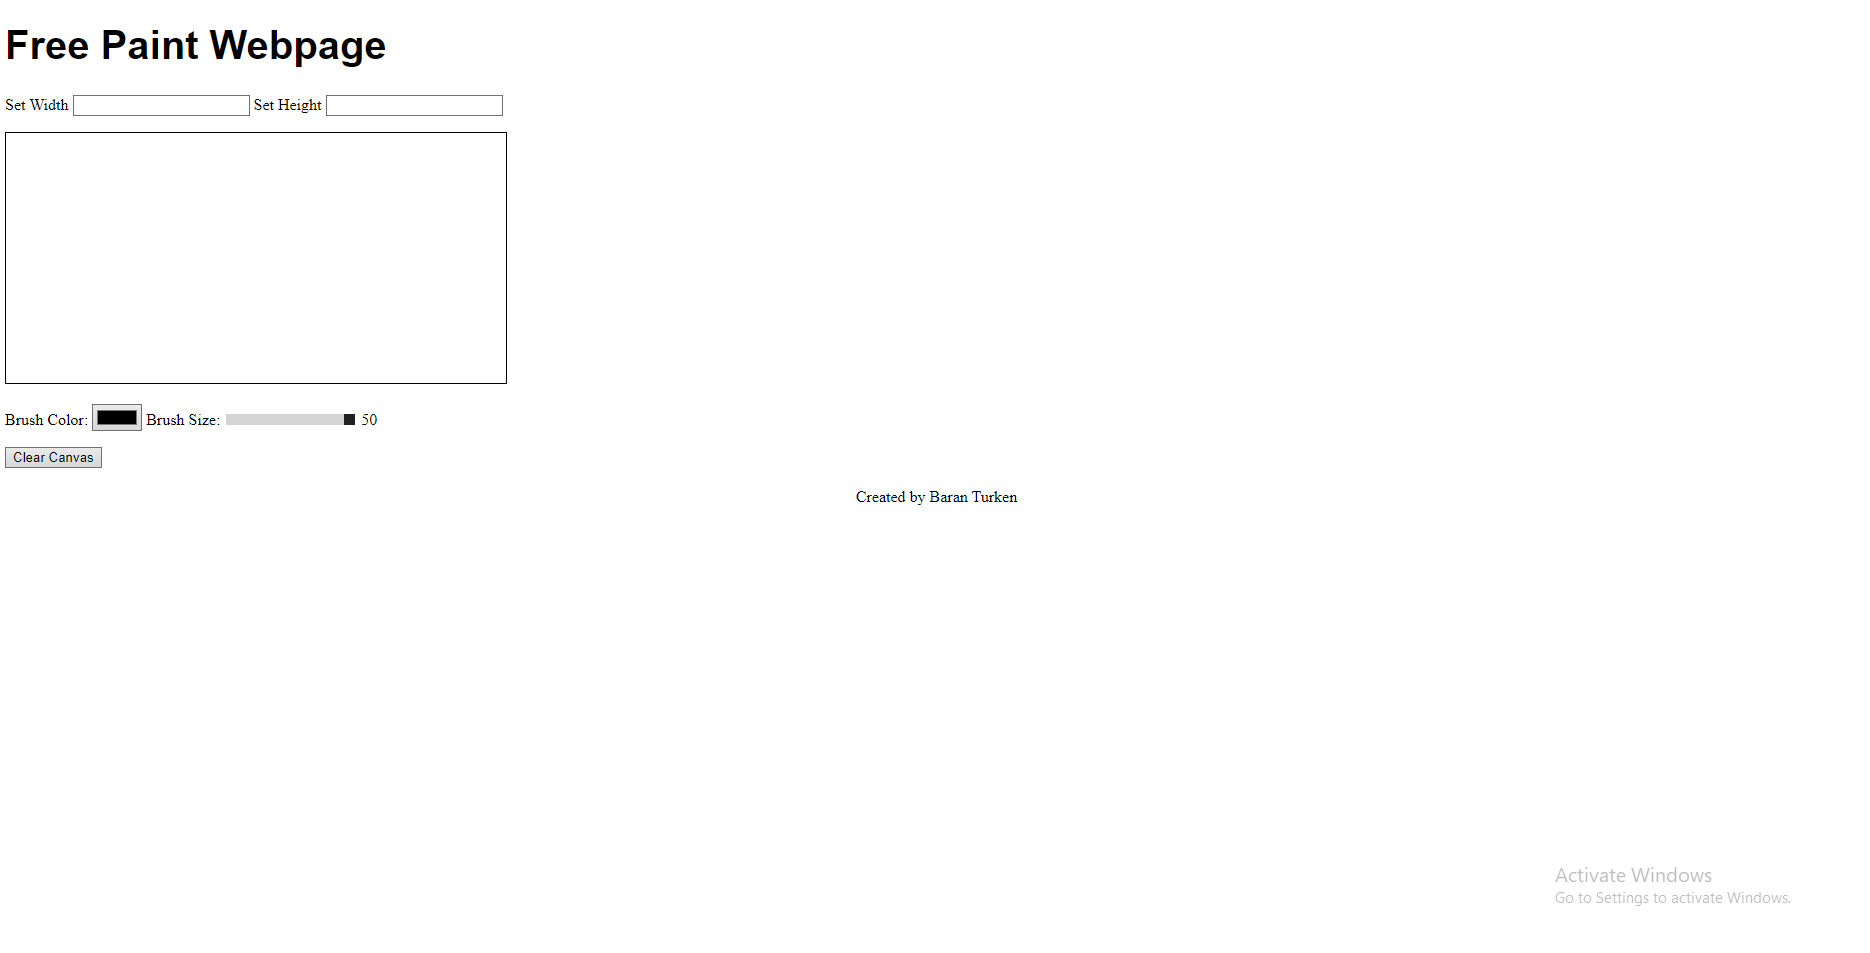 Free Paint Webpage
Set Width Set Height
Brush Color: Brush Size: 50
Clear Canvas
Created by Baran Turken
Activate Windows
Go to Settings to activate Windows.